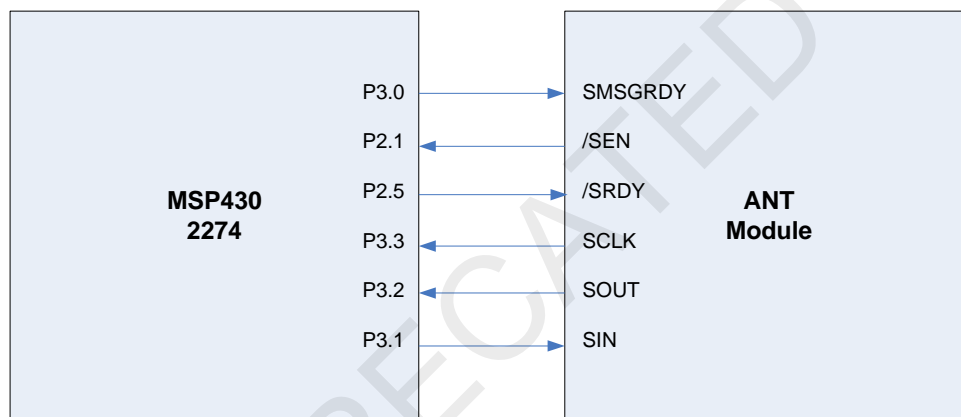 P3.0 SMSGRDY
P2.1 /SEN
P2.5 /SRDY
MSP430
2274
ANT
Module
P3.3 SCLK
P3.2 SOUT
P3.1 SIN
RECATED